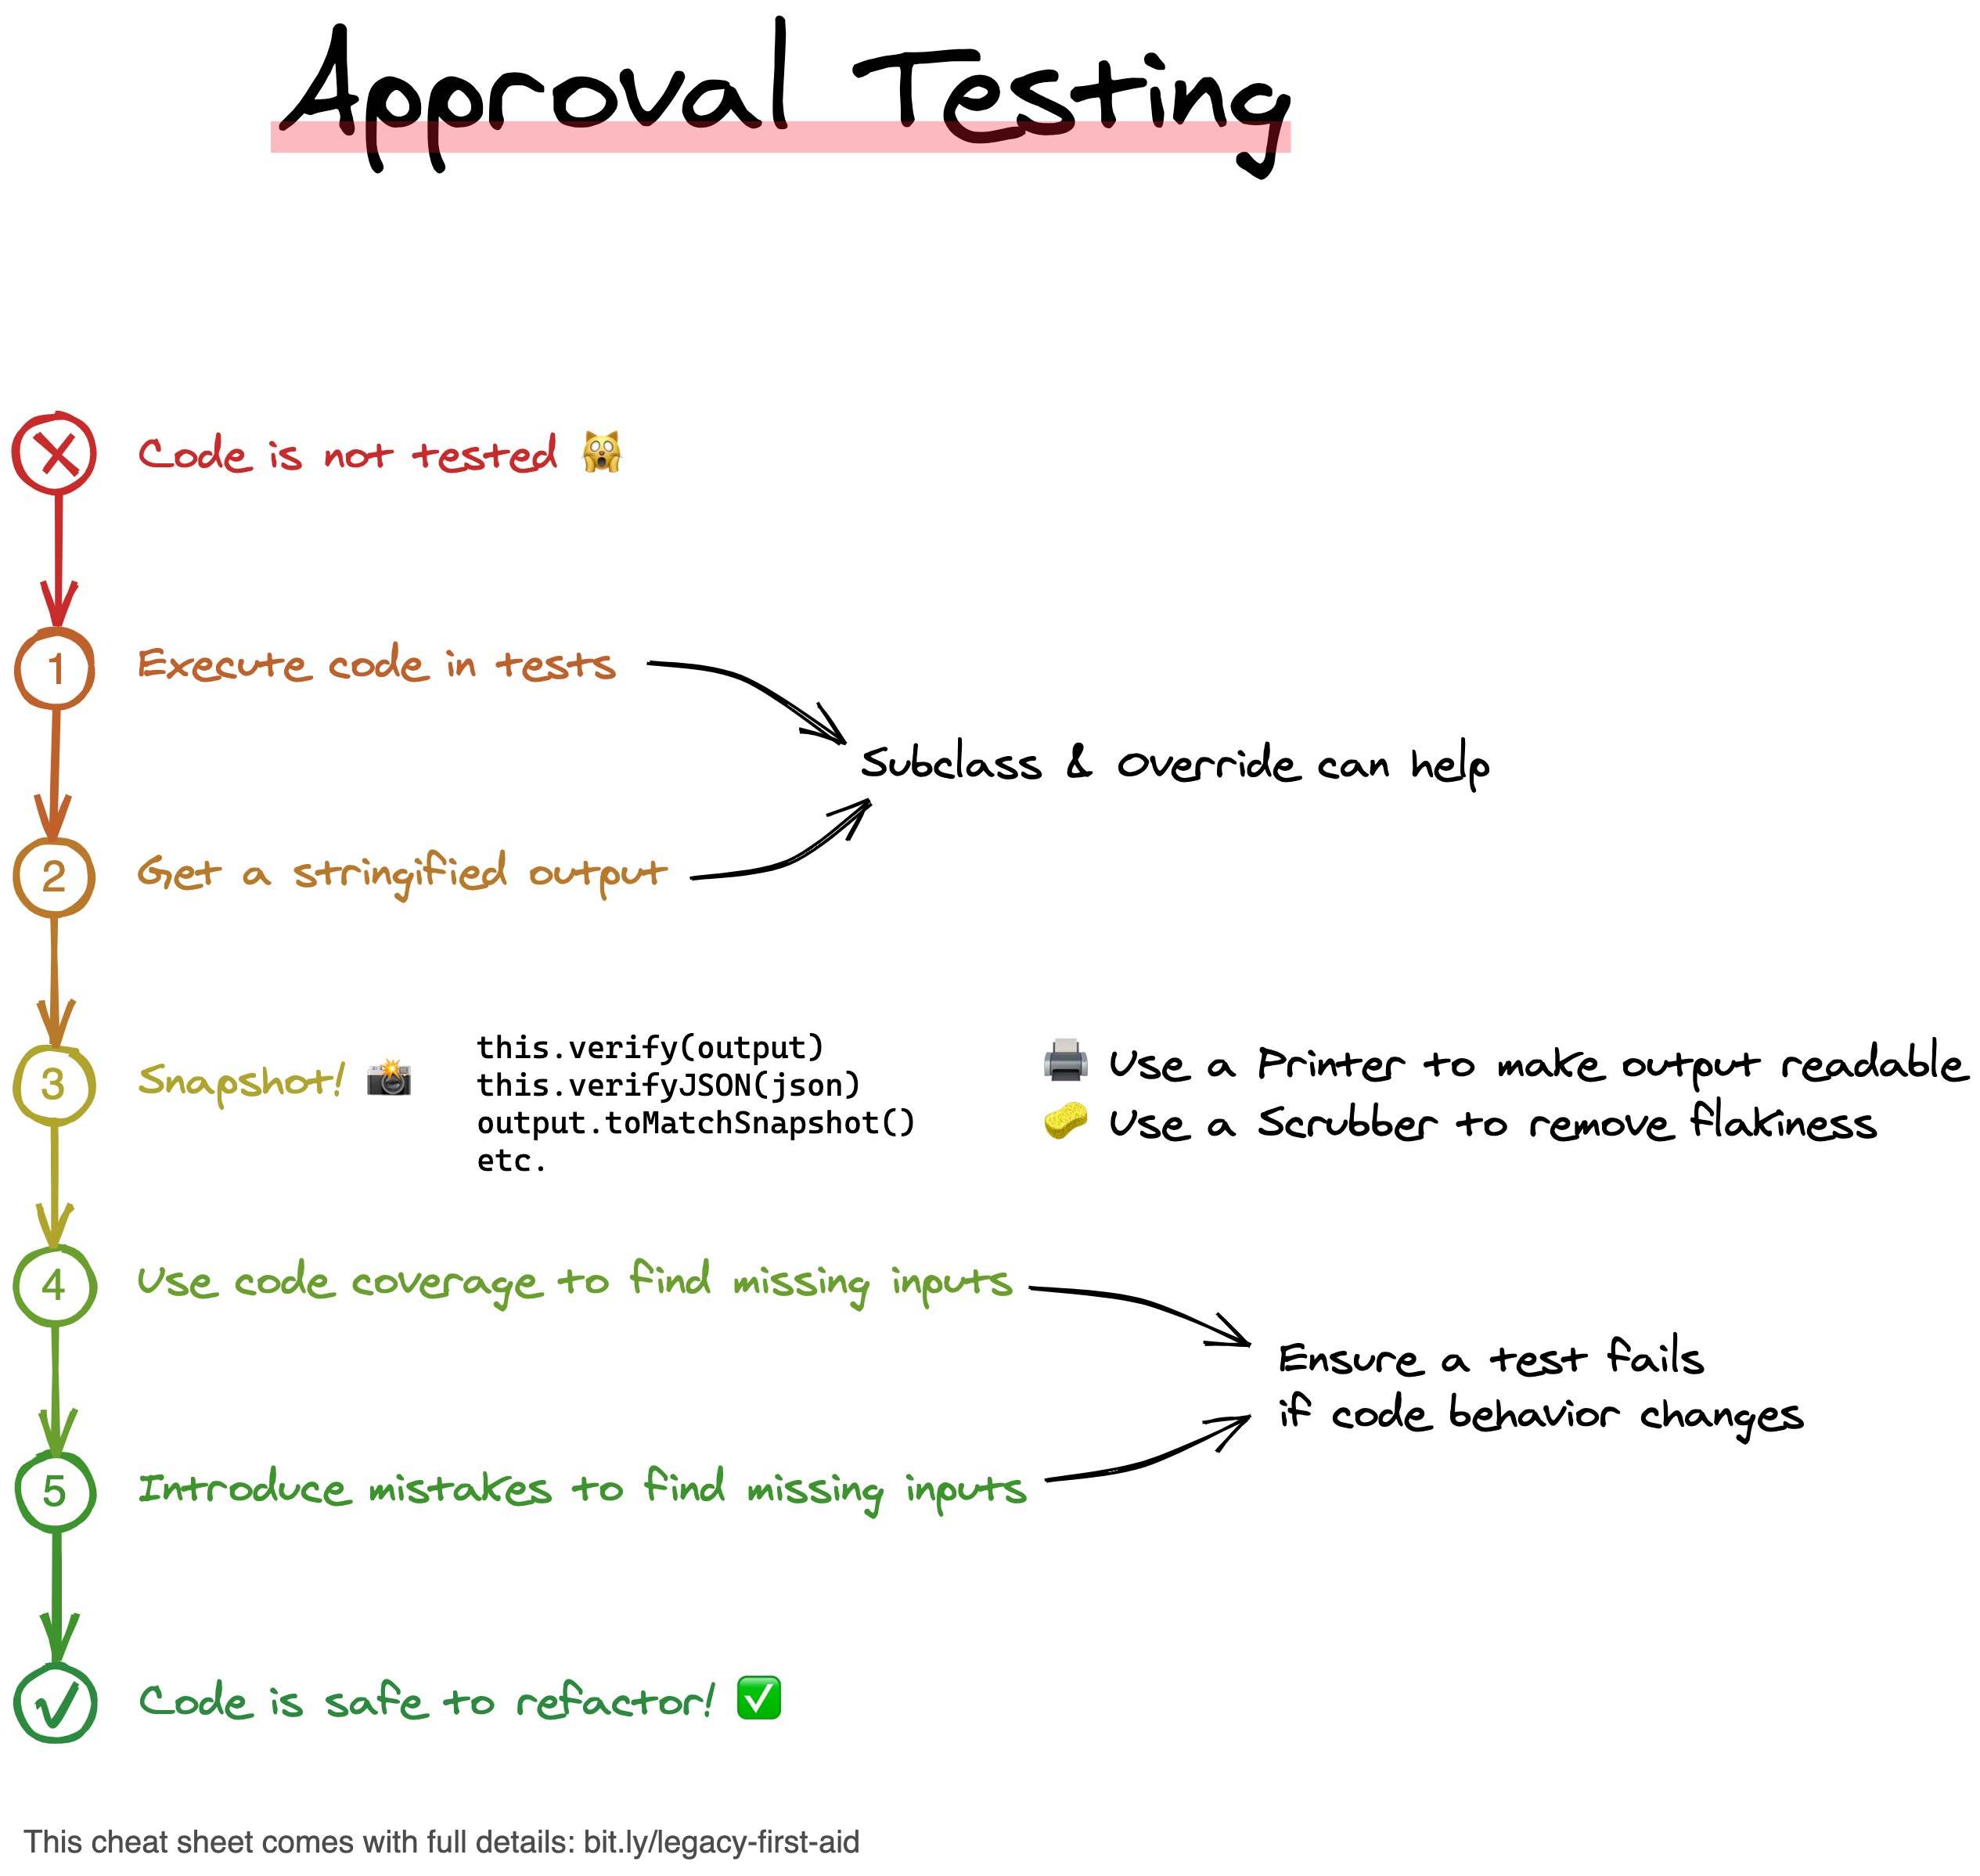 Approval Testing
Code is not tested 🙀
1
Execute code in tests
Subclass & Override can help
2
Get a stringified output
3
Snapshot! 📸
this.verify(output)
this.verifyJSON(json)
output.toMatchSnapshot()
etc.
🖨️ Use a Printer to make output readable
🧽 Use a Scrubber to remove flakiness
4
Use code coverage to find missing inputs
Ensure a test fails
if code behavior changes
5
Introduce mistakes to find missing inputs
Code is safe to refactor! ✅
This cheat sheet comes with full details: bit.ly/legacy-first-aid